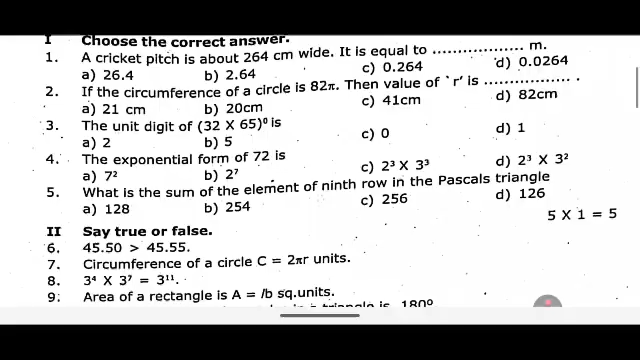 I Choose the correct answer.
1. A cricket pitch is about 264 cm wide. It is equal to .................. m.
a) 26.4 b) 2.64 c) 0.264 d) 0.0264
2. If the circumference of a circle is 82π. Then value of `r' is ..................
a) 21 cm b) 20cm c) 41cm d) 82cm
3. The unit digit of (32 X 65)⁰ is
a) 2 b) 5 c) 0 d) 1
4. The exponential form of 72 is
a) 7² b) 2⁷ c) 2³ X 3³ d) 2³ X 3²
5. What is the sum of the element of ninth row in the Pascals triangle
a) 128 b) 254 c) 256 d) 126
5 X 1 = 5
II Say true or false.
6. 45.50 > 45.55.
7. Circumference of a circle C = 2πr units.
8. 3⁴ X 3⁷ = 3¹¹.
9. Area of a rectangle is A = lb sq.units.
triangle is 180⁰